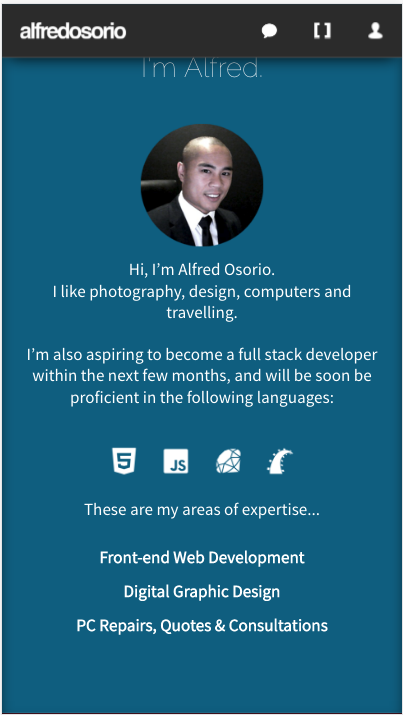 alfredosorio
I'm Alfred.
Hi, I'm Alfred Osorio.
I like photography, design, computers and
travelling.
I'm also aspiring to become a full stack developer
within the next few months, and will be soon be
proficient in the following languages:
5 JS
These are my areas of expertise...
Front-end Web Development
Digital Graphic Design
PC Repairs, Quotes & Consultations